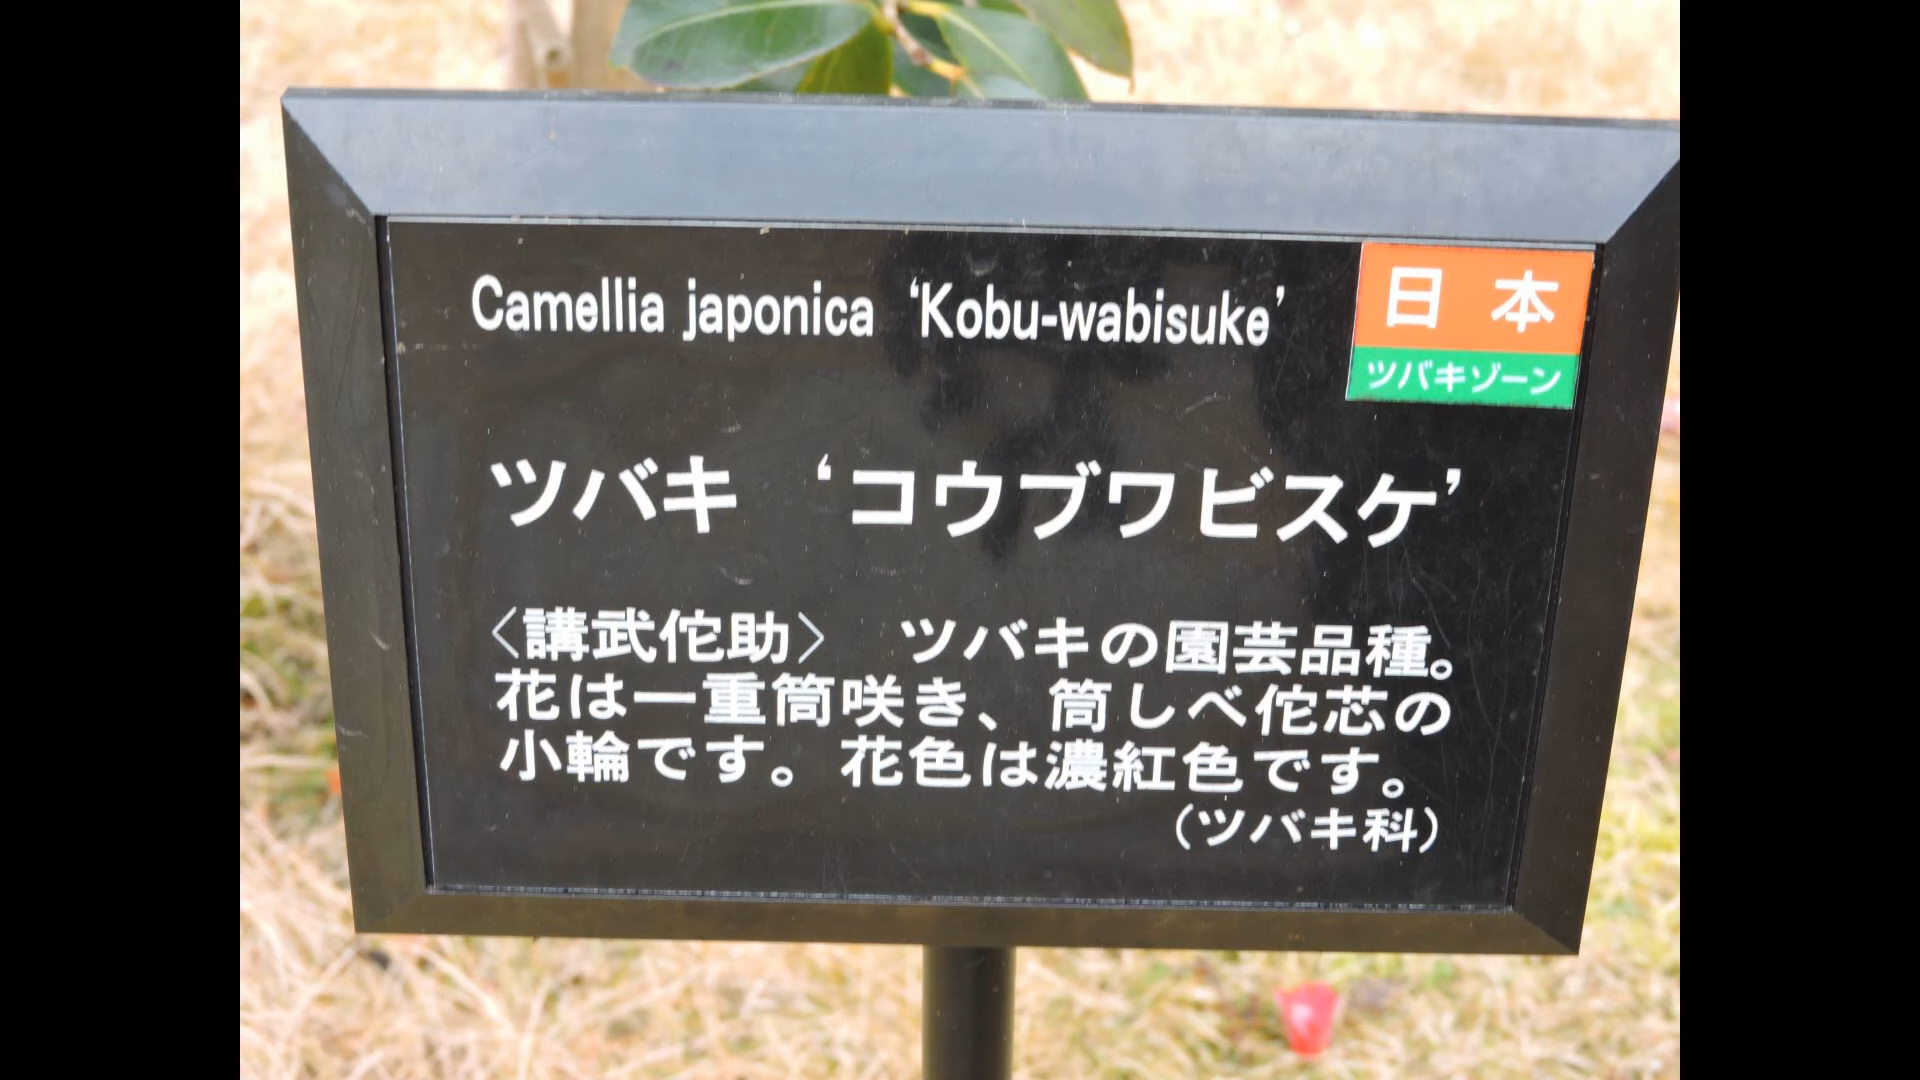 Camellia japonica ‘Kobu-wabisuke’
日本
ツバキゾーン
ツバキ ‘コウブワビスケ’
〈講武佗助〉 ツバキの園芸品種。
花は一重筒咲き、筒しべ佗芯の
小輪です。花色は濃紅色です。
（ツバキ科）